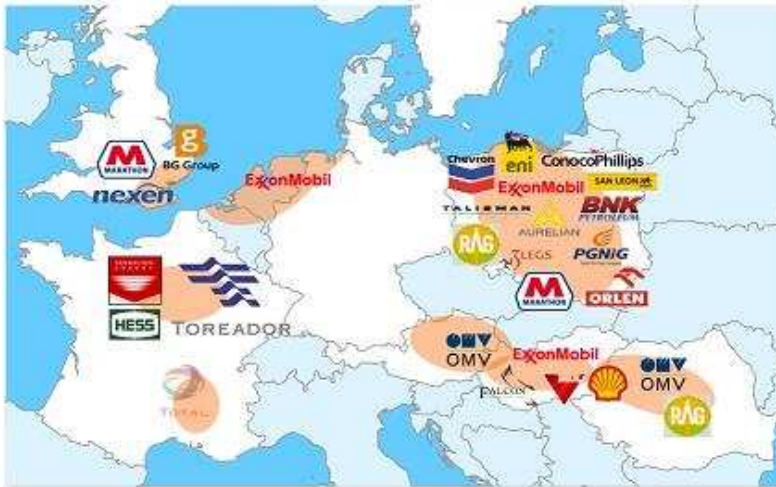 BG Group
MARATHON
nexen
ExxonMobil
Chevron
eni
ConocoPhillips
ExxonMobil
SAN LEON
TALISMAN
BNK
PETROLEUM
AURELIAN
RAG
3LEGS
PGNiG
MARATHON
ORLEN
HESS
TOREADOR
TOTAL
OMV
OMV
ExxonMobil
FALCON
OMV
OMV
RAG